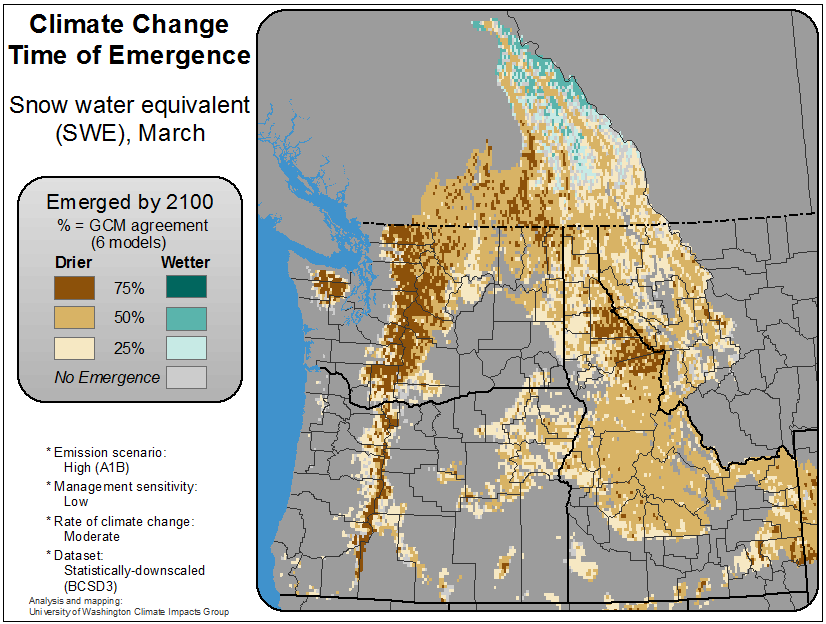 Climate Change
Time of Emergence
Snow water equivalent
(SWE), March
Emerged by 2100
% = GCM agreement
(6 models)
Drier Wetter
75%
50%
25%
No Emergence
* Emission scenario:
High (A1B)
* Management sensitivity:
Low
* Rate of climate change:
Moderate
* Dataset:
Statistically-downscaled
(BCSD3)
Analysis and mapping:
University of Washington Climate Impacts Group